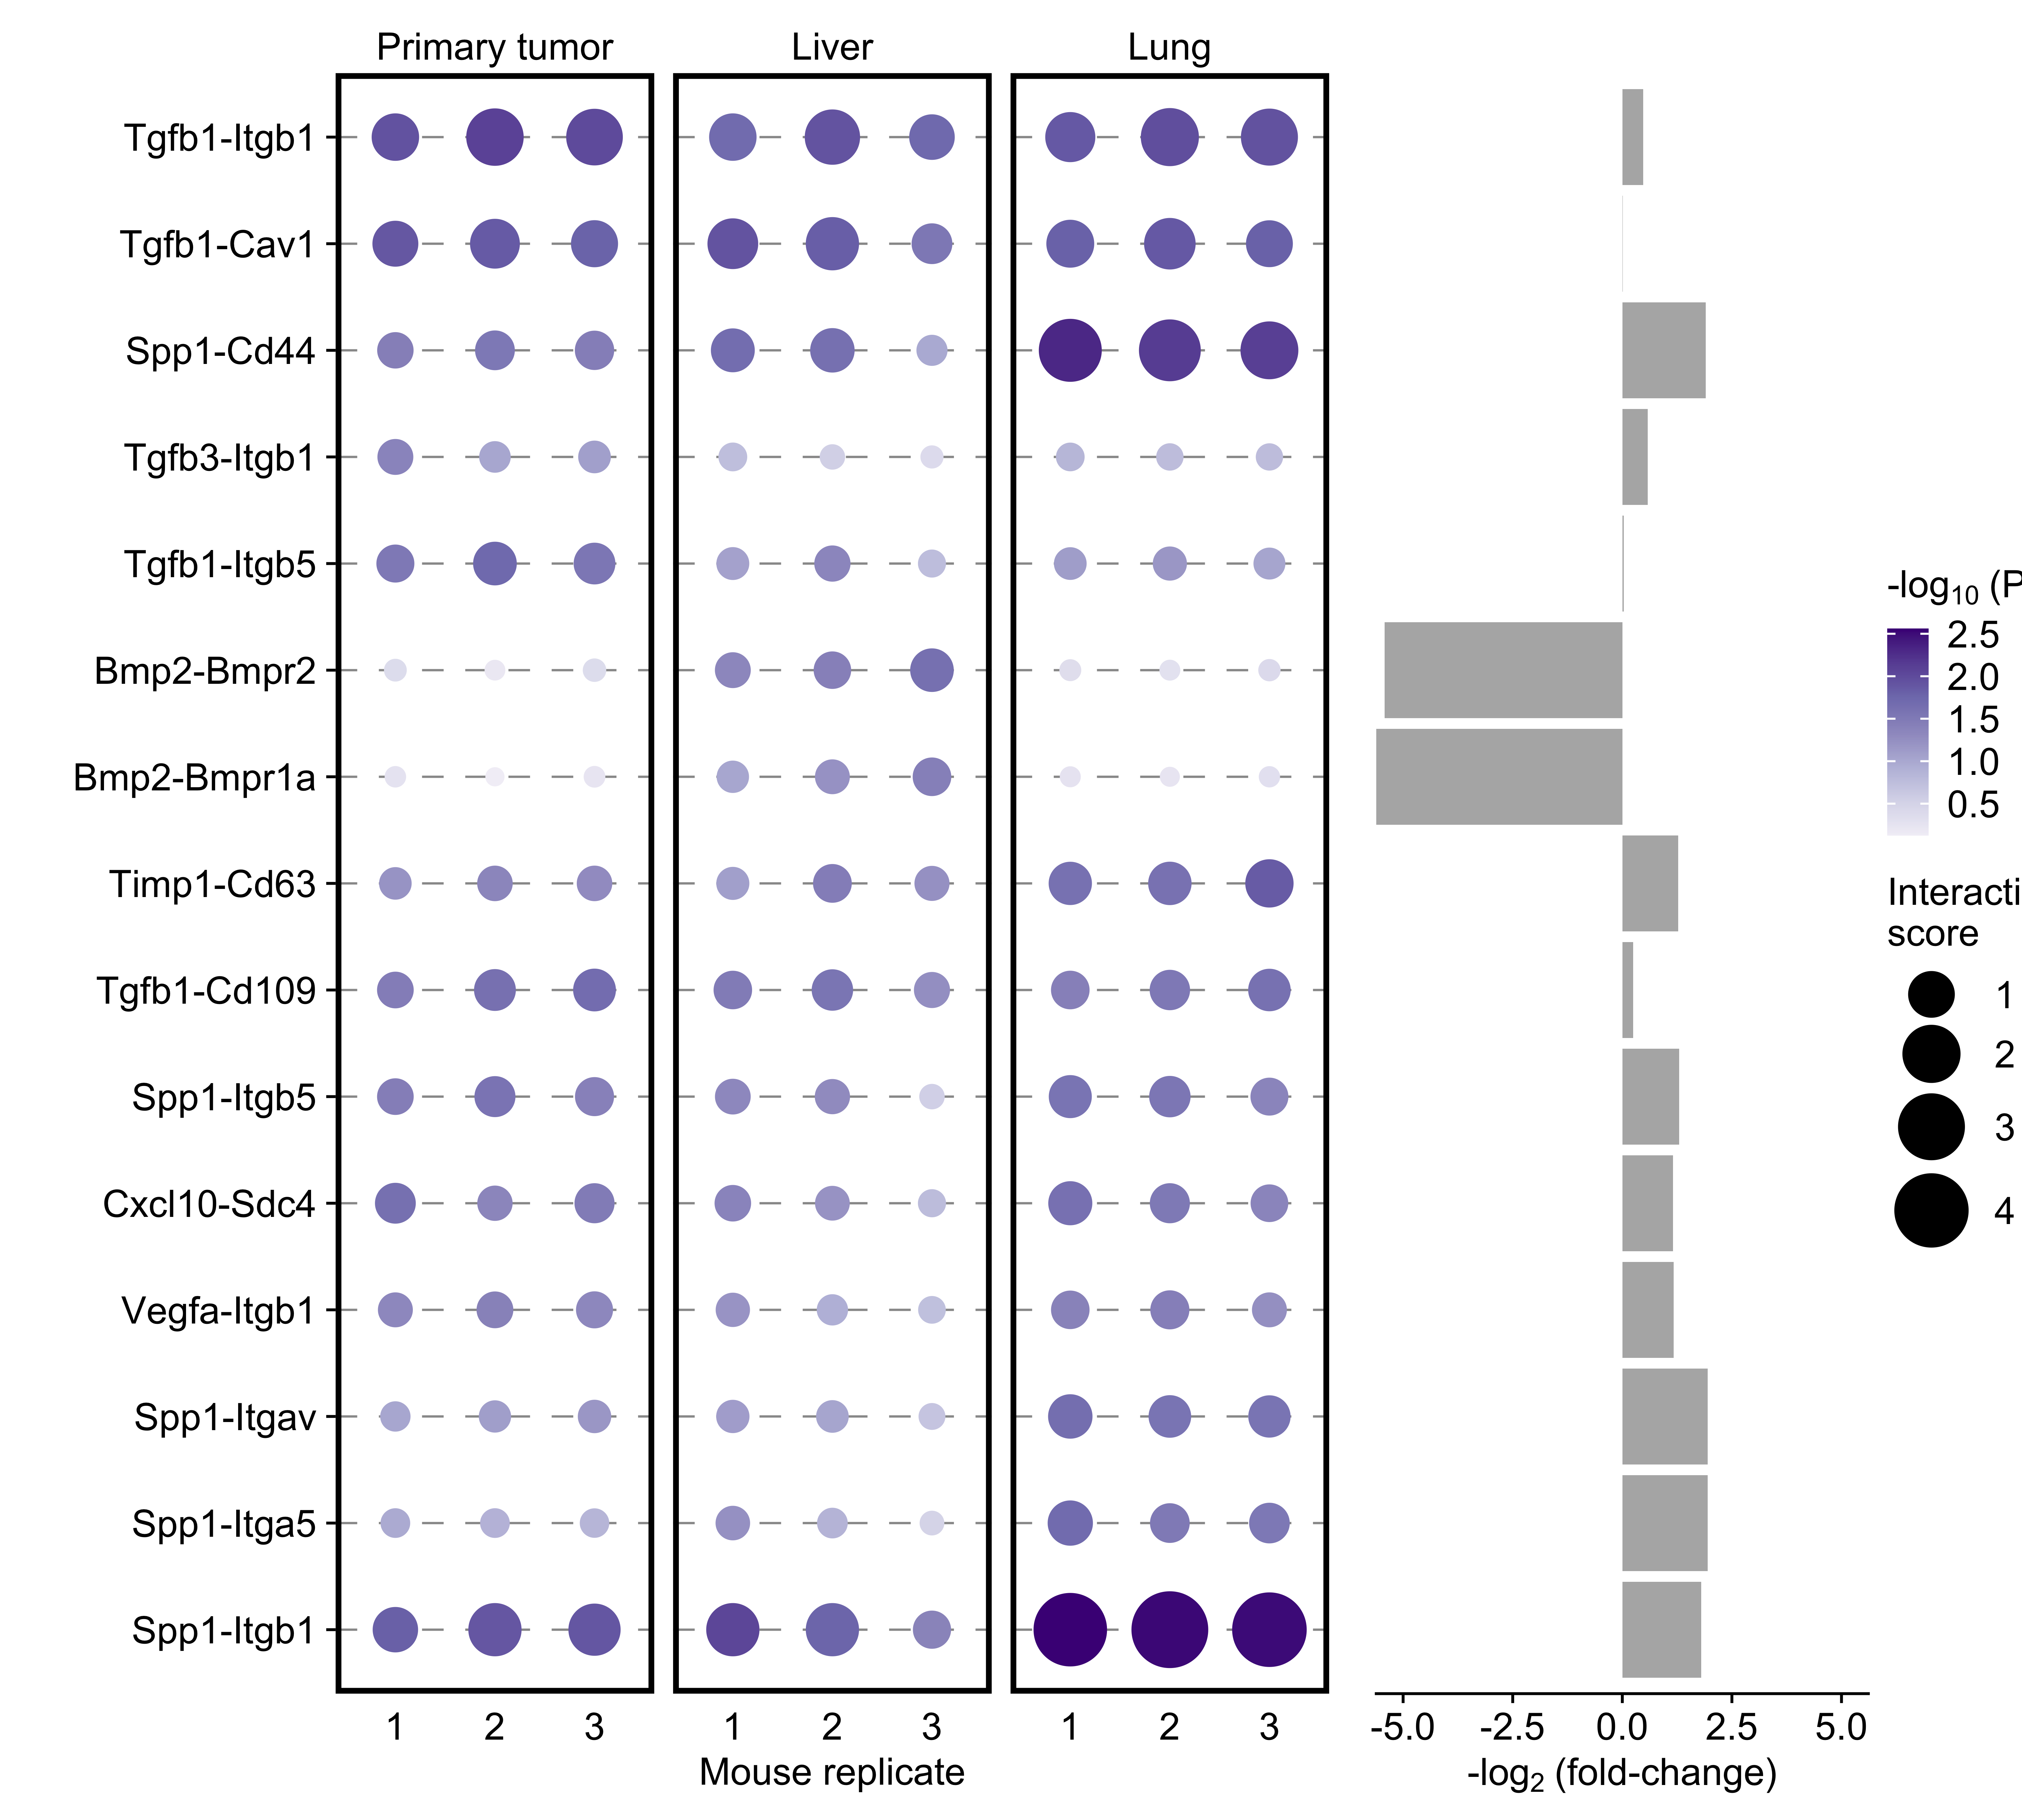 Primary tumor Liver Lung
Tgfb1-Itgb1
Tgfb1-Cav1
Spp1-Cd44
Tgfb3-Itgb1
Tgfb1-Itgb5
Bmp2-Bmpr2
Bmp2-Bmpr1a
Timp1-Cd63
Tgfb1-Cd109
Spp1-Itgb5
Cxcl10-Sdc4
Vegfa-Itgb1
Spp1-Itgav
Spp1-Itga5
Spp1-Itgb1
1 2 3 1 2 3 1 2 3
Mouse replicate
-5.0 -2.5 0.0 2.5 5.0
-log2 (fold-change)
-log10 (P
2.5
2.0
1.5
1.0
0.5
Interacti
score
1
2
3
4